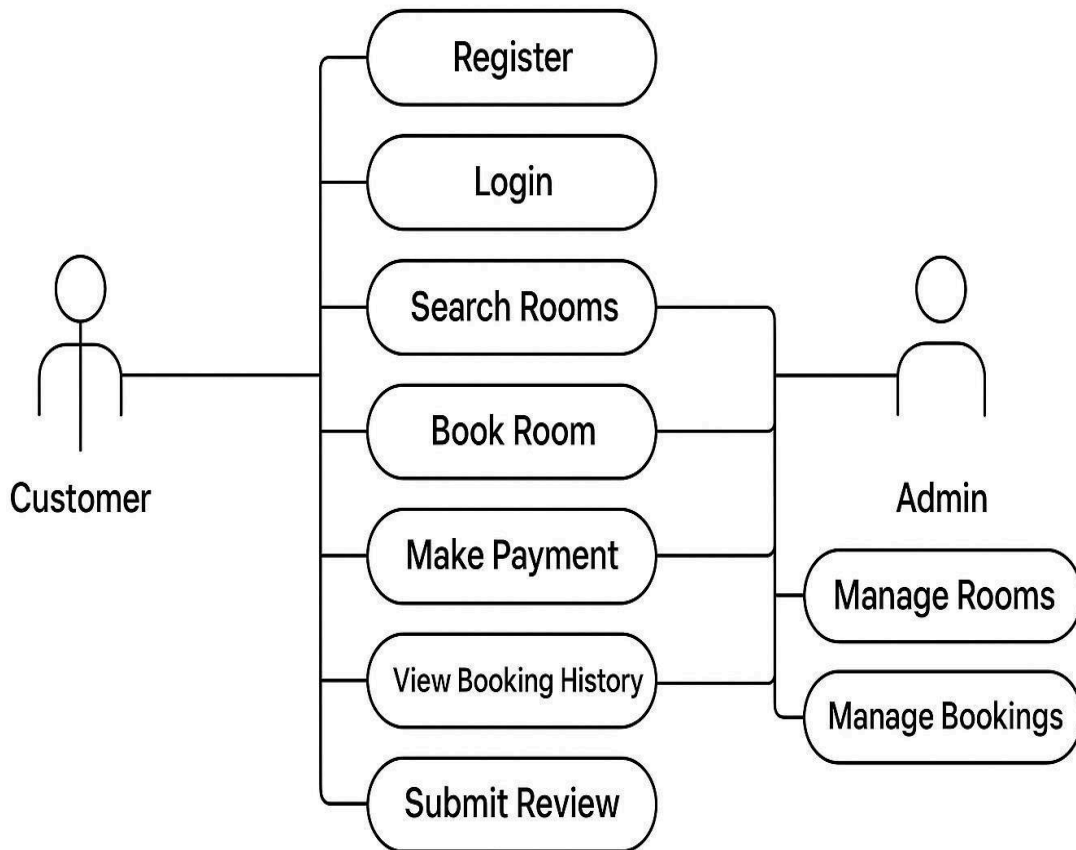 Register
Login
Search Rooms
Book Room
Customer
Admin
Make Payment
Manage Rooms
View Booking History
Manage Bookings
Submit Review